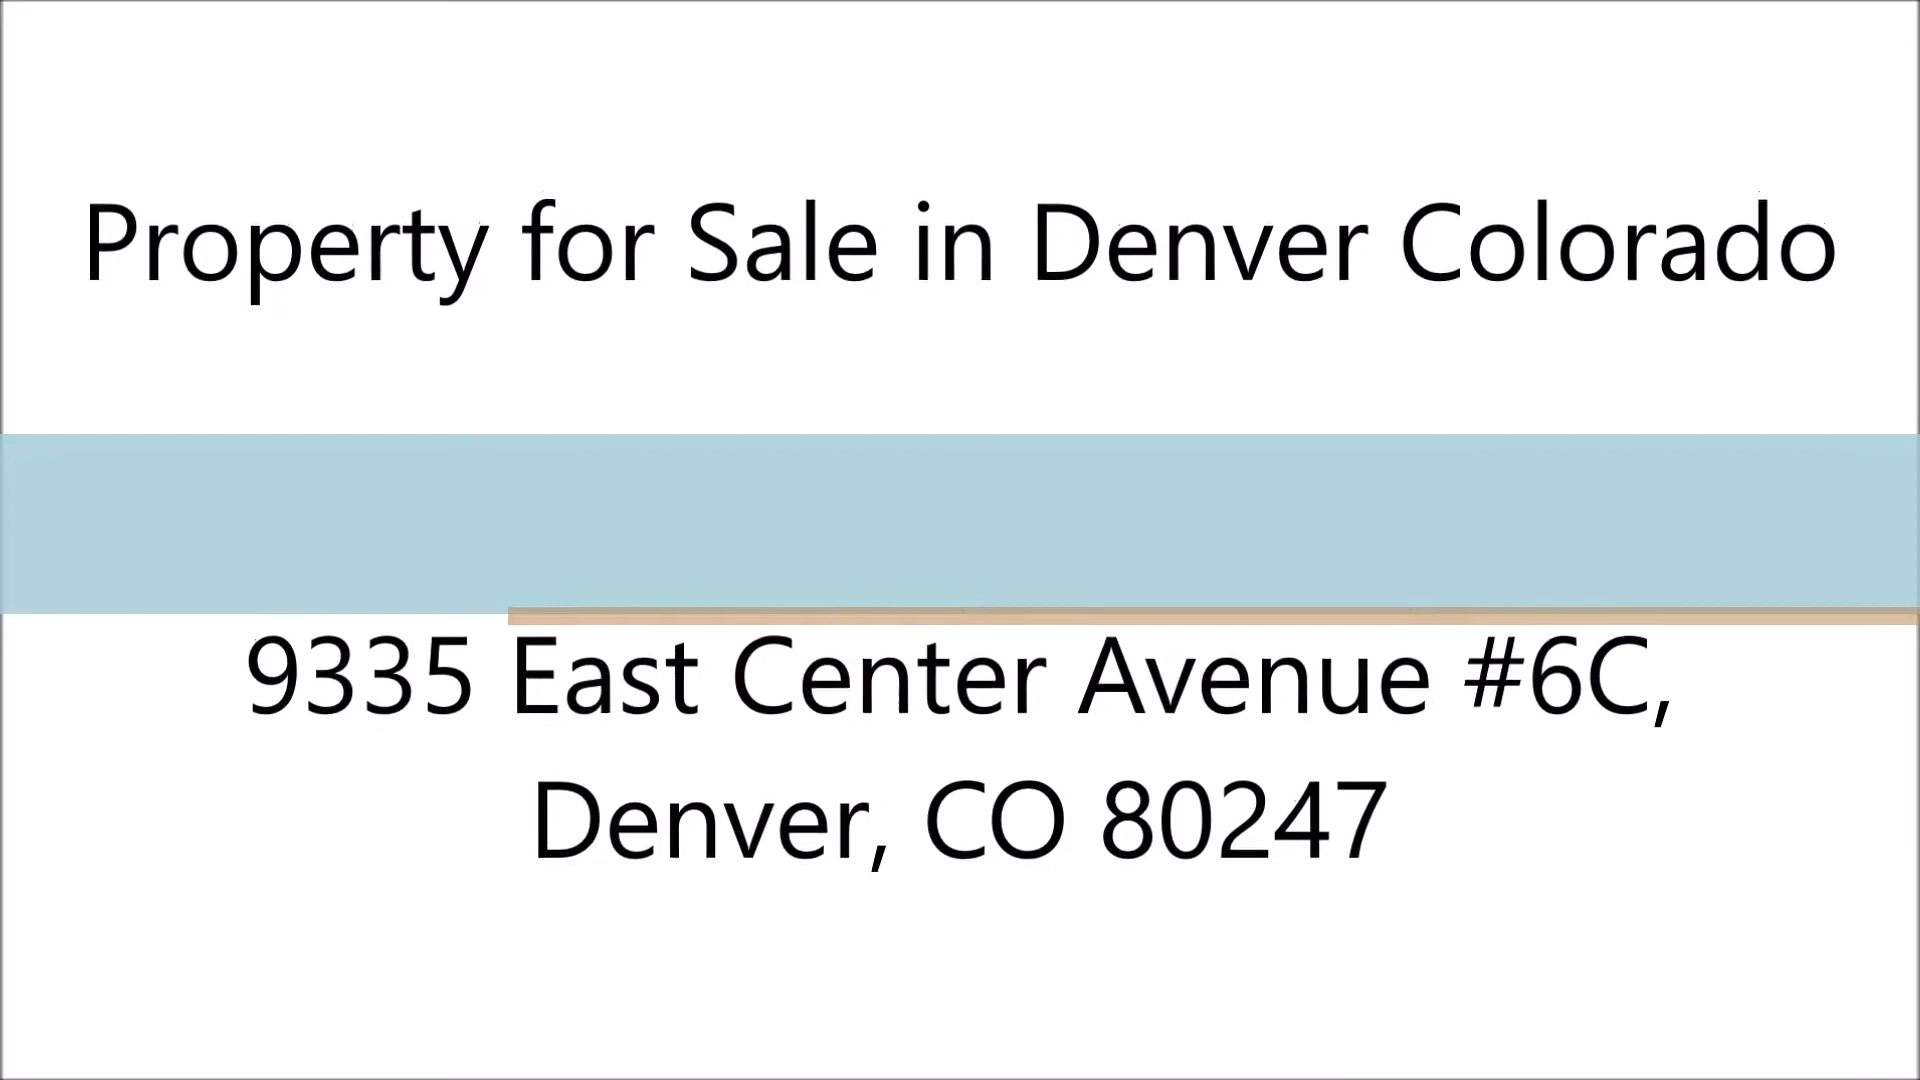 Property for Sale in Denver Colorado
9335 East Center Avenue #6C,
Denver, CO 80247